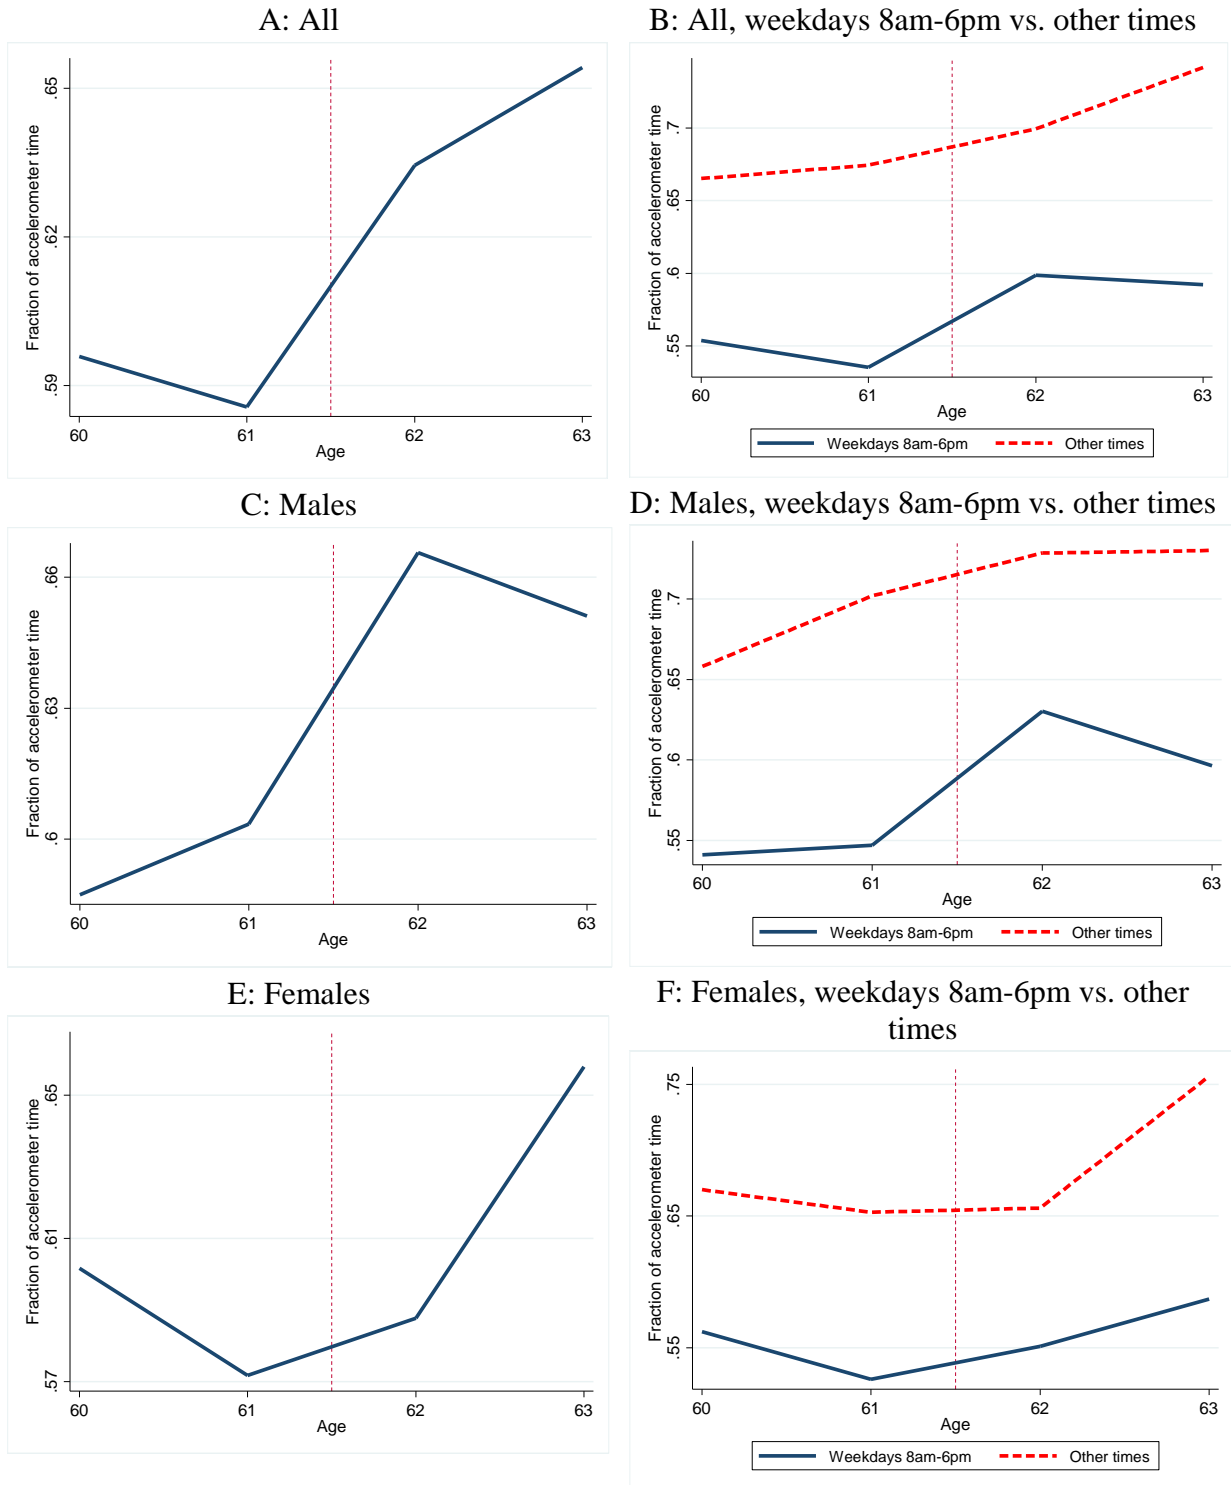 A: All
Fraction of accelerometer time
.65
.62
.59
60 61 62 63
Age
B: All, weekdays 8am-6pm vs. other times
Fraction of accelerometer time
.7
.65
.6
.55
60 61 62 63
Age
Weekdays 8am-6pm Other times
C: Males
Fraction of accelerometer time
.66
.63
.6
60 61 62 63
Age
D: Males, weekdays 8am-6pm vs. other times
Fraction of accelerometer time
.7
.65
.6
.55
60 61 62 63
Age
Weekdays 8am-6pm Other times
E: Females
Fraction of accelerometer time
.65
.61
.57
60 61 62 63
Age
F: Females, weekdays 8am-6pm vs. other
times
Fraction of accelerometer time
.75
.65
.55
60 61 62 63
Age
Weekdays 8am-6pm Other times